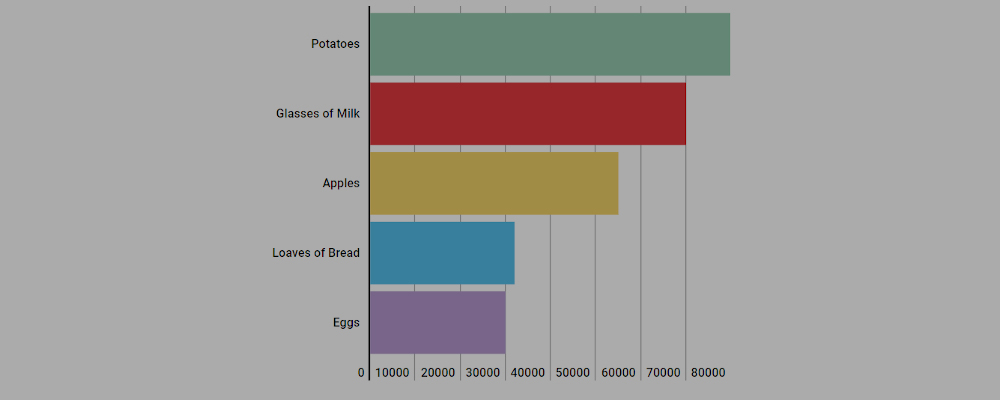 Potatoes
Glasses of Milk
Apples
Loaves of Bread
Eggs
0 10000 20000 30000 40000 50000 60000 70000 80000